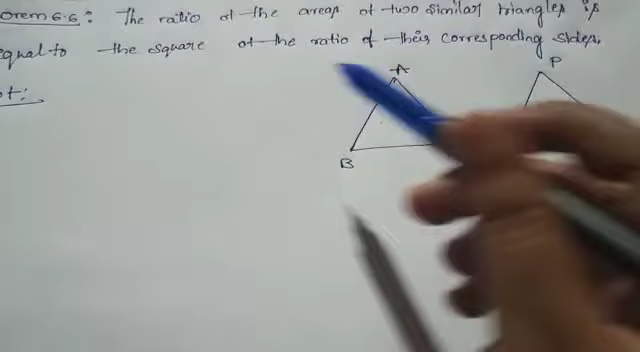 orem 6.6: The ratio of the areas of two similar triangles is
equal to the square of the ratio of their corresponding sides.
of:
A
P
B